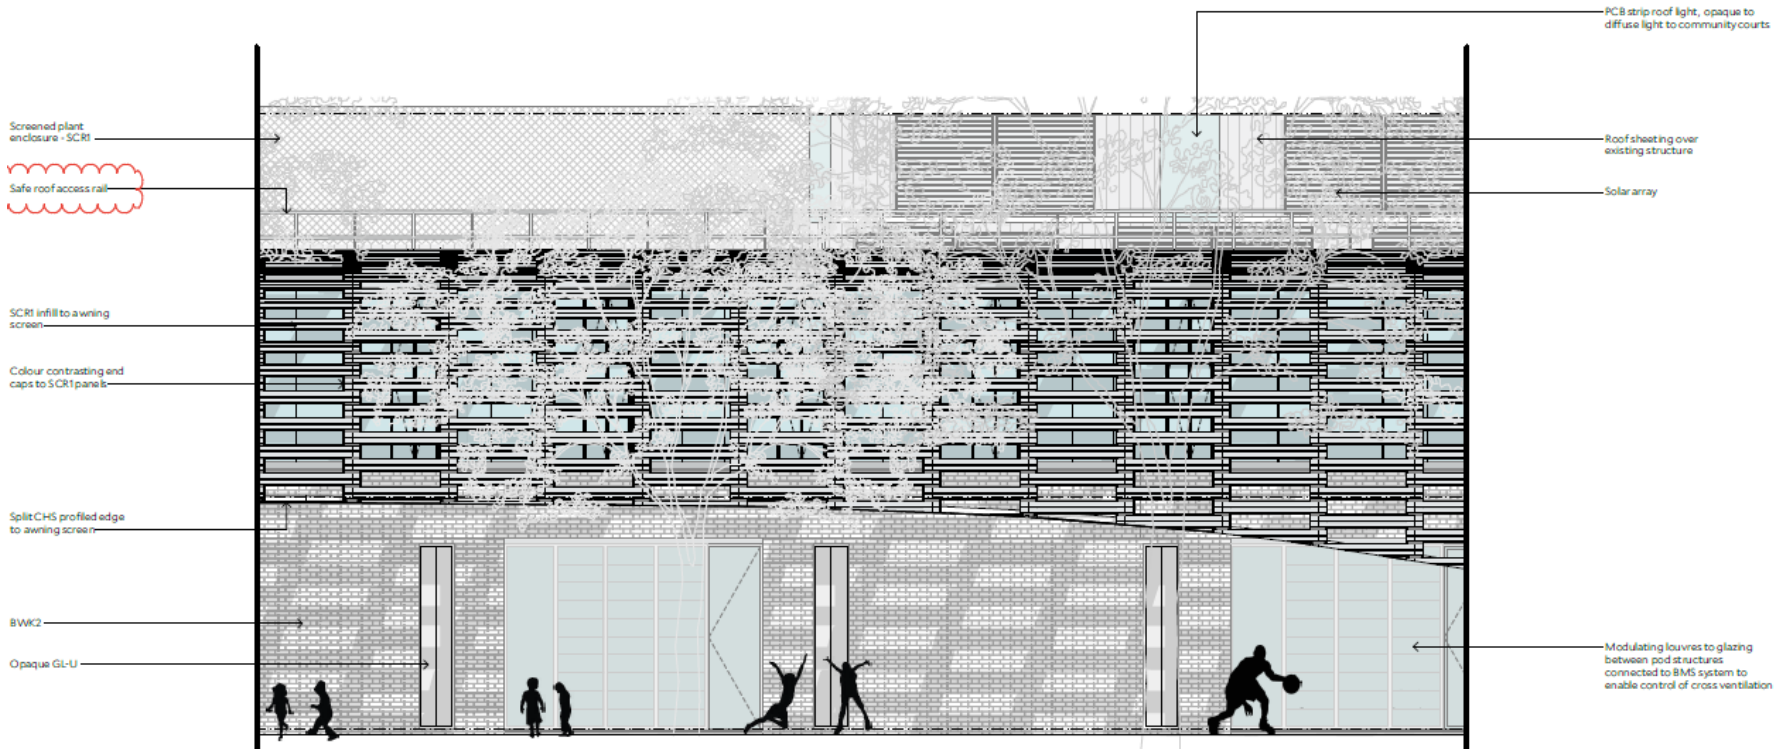 PCB strip roof light, opaque to
diffuse light to community courts
Screened plant
enclosure - SCR1
Roof sheeting over
existing structure
Safe roof access rail
Solar array
SCR1 infill to awning
screen
Colour contrasting end
caps to SCR1 panels
Split CHS profiled edge
to awning screen
BWK2
Opaque GL-U
Modulating louvres to glazing
between pod structures
connected to BMS system to
enable control of cross ventilation